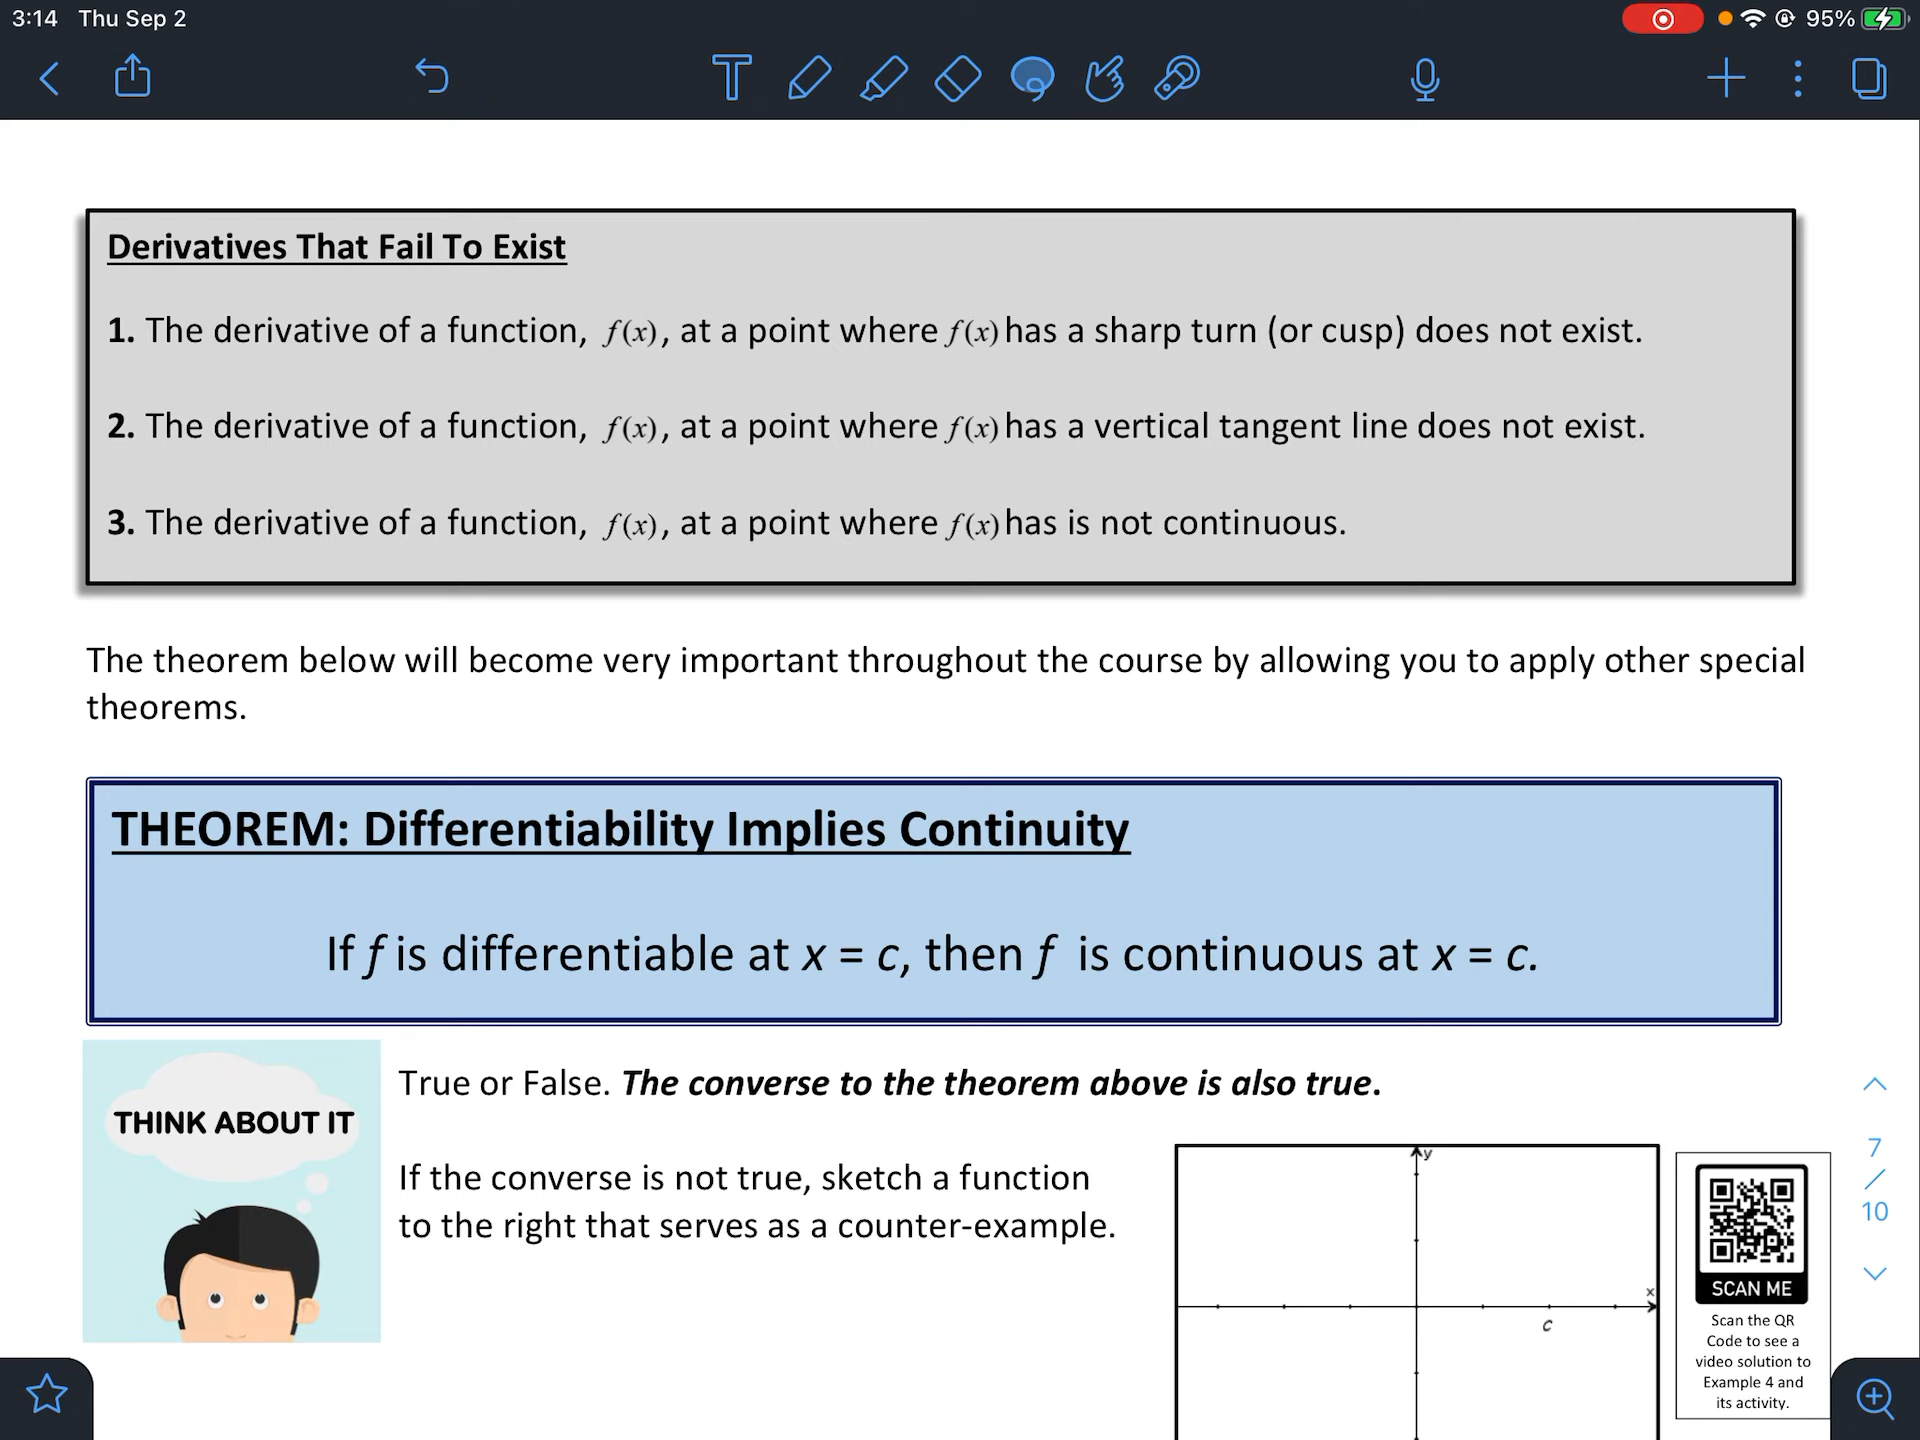 3:14 Thu Sep 2
95%
Derivatives That Fail To Exist
1. The derivative of a function, f(x), at a point where f(x) has a sharp turn (or cusp) does not exist.
2. The derivative of a function, f(x), at a point where f(x) has a vertical tangent line does not exist.
3. The derivative of a function, f(x), at a point where f(x) has is not continuous.
The theorem below will become very important throughout the course by allowing you to apply other special
theorems.
THEOREM: Differentiability Implies Continuity
If f is differentiable at x = c, then f is continuous at x = c.
THINK ABOUT IT
True or False. The converse to the theorem above is also true.
If the converse is not true, sketch a function
to the right that serves as a counter-example.
y
x
c
SCAN ME
Scan the QR
Code to see a
video solution to
Example 4 and
its activity.
7
/
10